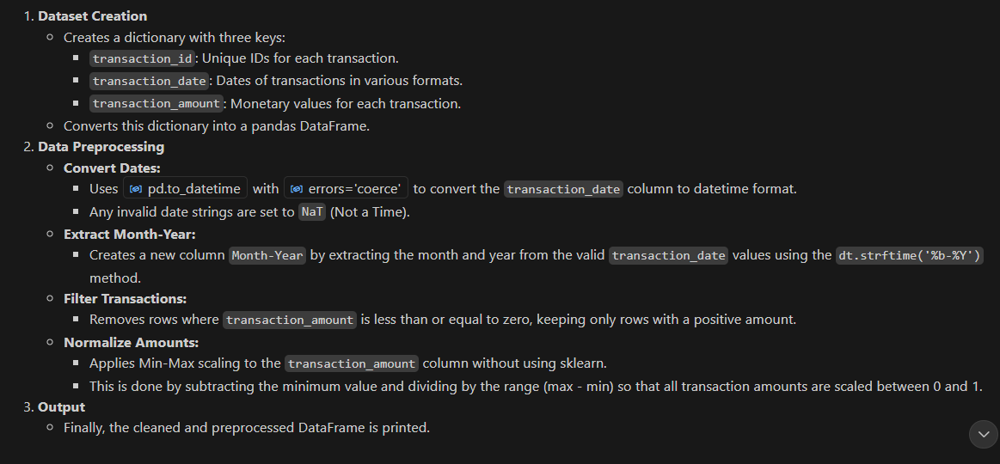 1. Dataset Creation
Creates a dictionary with three keys:
transaction_id: Unique IDs for each transaction.
transaction_date: Dates of transactions in various formats.
transaction_amount: Monetary values for each transaction.
Converts this dictionary into a pandas DataFrame.
2. Data Preprocessing
Convert Dates:
Uses pd.to_datetime with errors='coerce' to convert the transaction_date column to datetime format.
Any invalid date strings are set to NaT (Not a Time).
Extract Month-Year:
Creates a new column Month-Year by extracting the month and year from the valid transaction_date values using the dt.strftime('%b-%Y')
method.
Filter Transactions:
Removes rows where transaction_amount is less than or equal to zero, keeping only rows with a positive amount.
Normalize Amounts:
Applies Min-Max scaling to the transaction_amount column without using sklearn.
This is done by subtracting the minimum value and dividing by the range (max - min) so that all transaction amounts are scaled between 0 and 1.
3. Output
Finally, the cleaned and preprocessed DataFrame is printed.